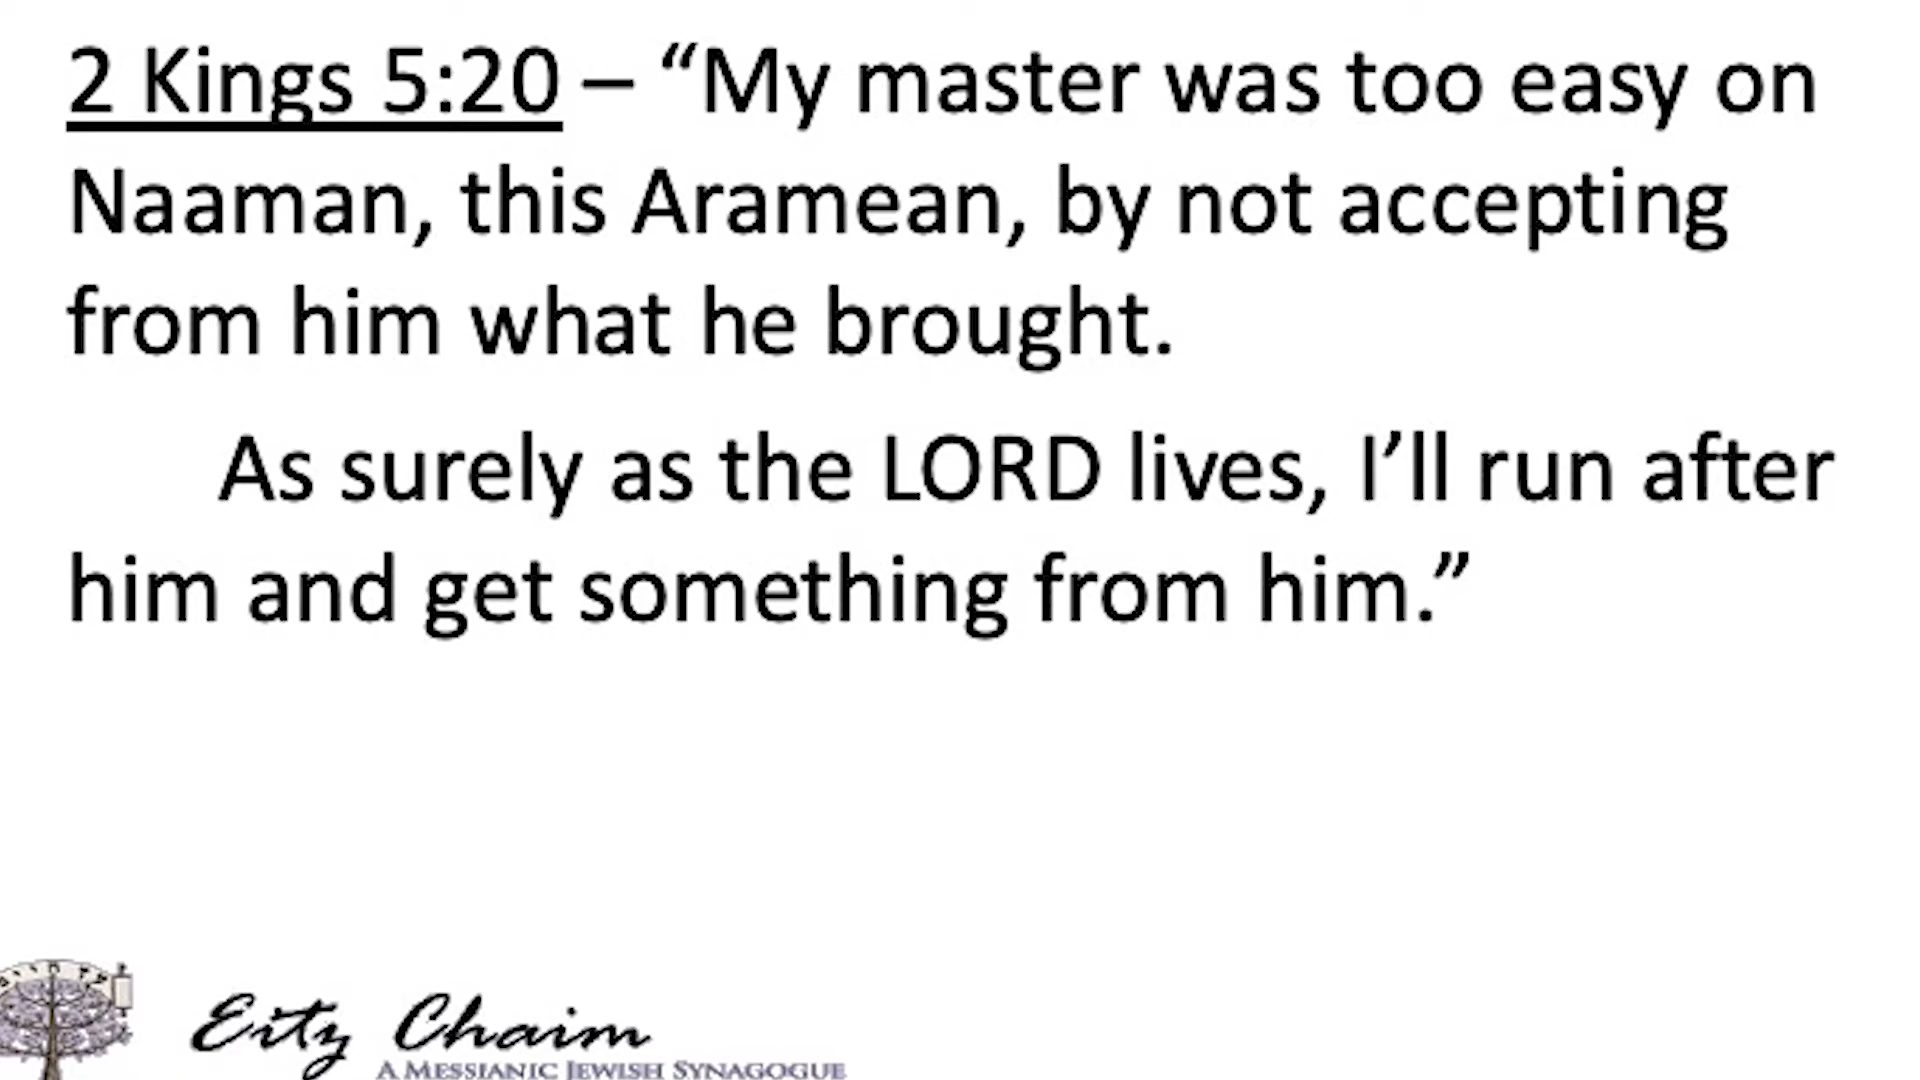 2 Kings 5:20 – “My master was too easy on
Naaman, this Aramean, by not accepting
from him what he brought.
As surely as the LORD lives, I’ll run after
him and get something from him.”
Eitz Chaim
A MESSIANIC JEWISH SYNAGOGUE